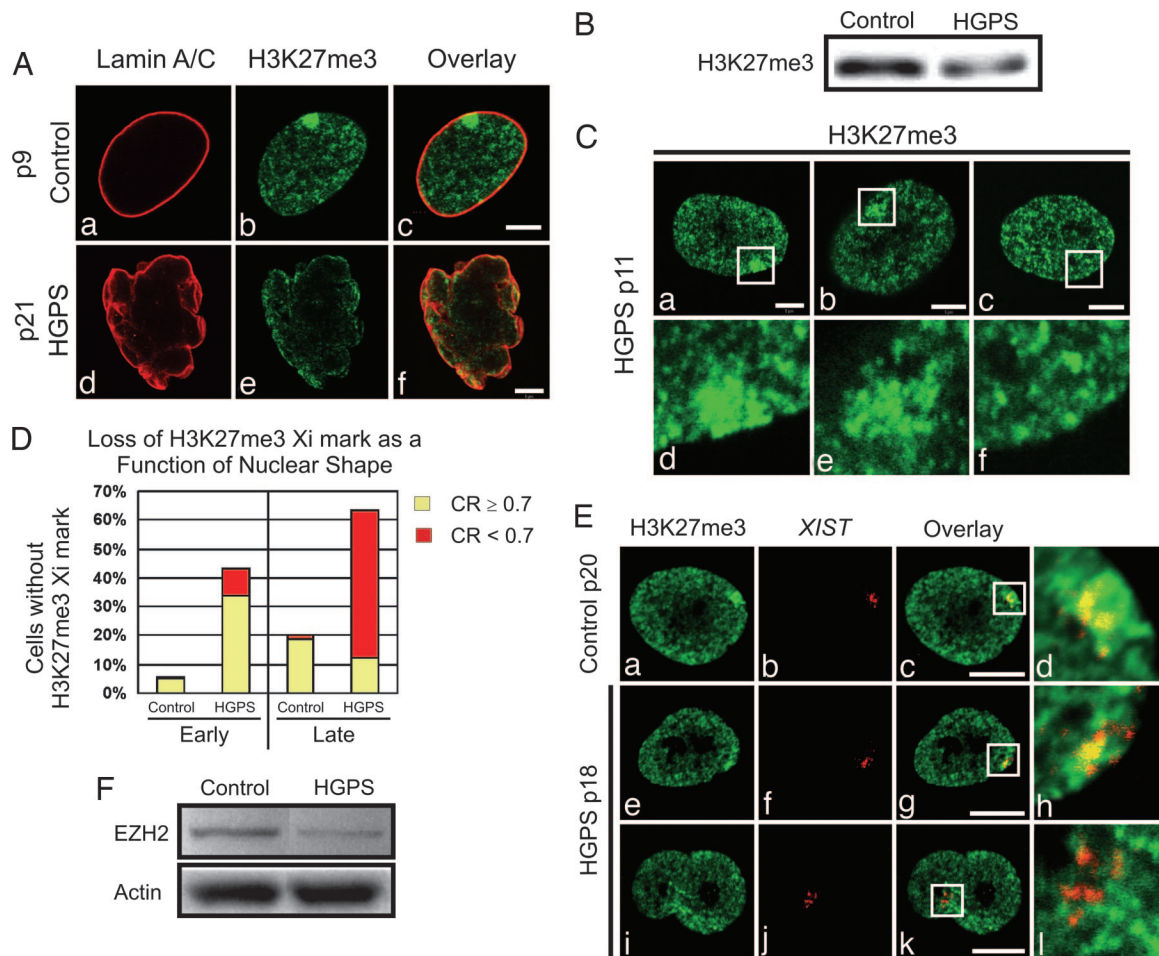 A
Lamin A/C H3K27me3 Overlay
p9
Control
a b c
p21
HGPS
d e f
B
Control HGPS
H3K27me3
C
H3K27me3
HGPS p11
a b c
d e f
D
Loss of H3K27me3 Xi mark as a
Function of Nuclear Shape
Cells without
H3K27me3 Xi mark
70%
60%
50%
40%
30%
20%
10%
0%
Control HGPS Control HGPS
Early Late
CR ≥ 0.7
CR < 0.7
E
H3K27me3 XIST Overlay
Control p20
a b c d
HGPS p18
e f g h
i j k l
F
Control HGPS
EZH2
Actin